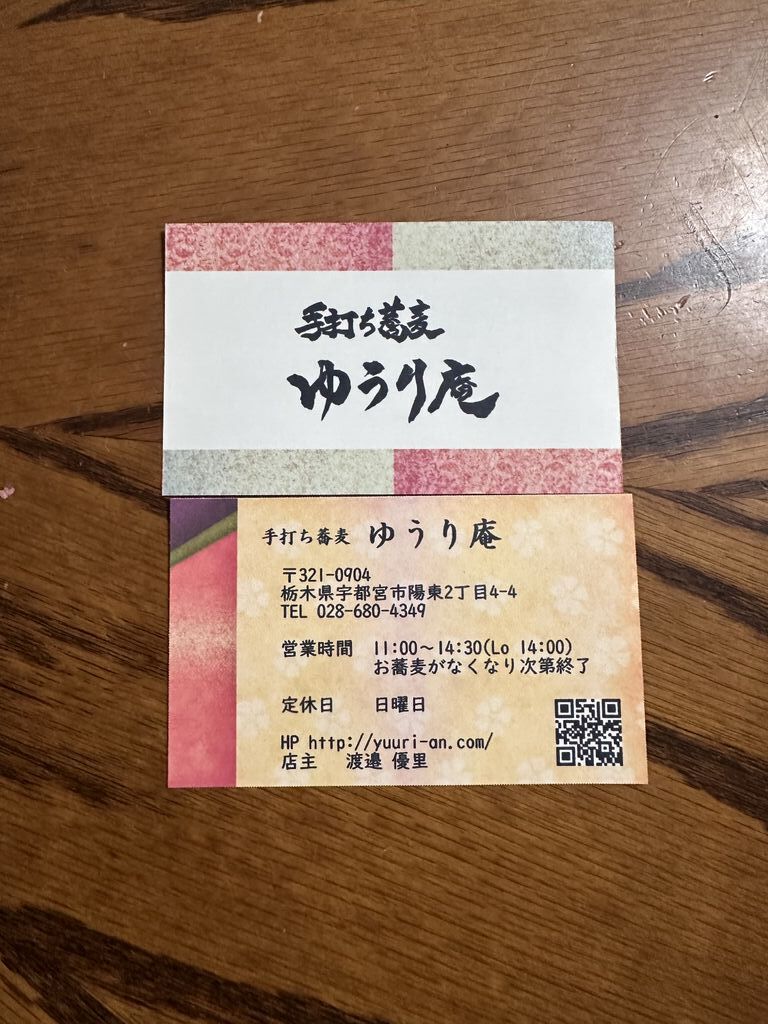 手打ち蕎麦
ゆうり庵
手打ち蕎麦 ゆうり庵
〒321-0904
栃木県宇都宮市陽東2丁目4-4
TEL 028-680-4349
営業時間 11:00～14:30(Lo 14:00)
お蕎麦がなくなり次第終了
定休日 日曜日
HP http://yuuri-an.com/
店主 渡邉 優里